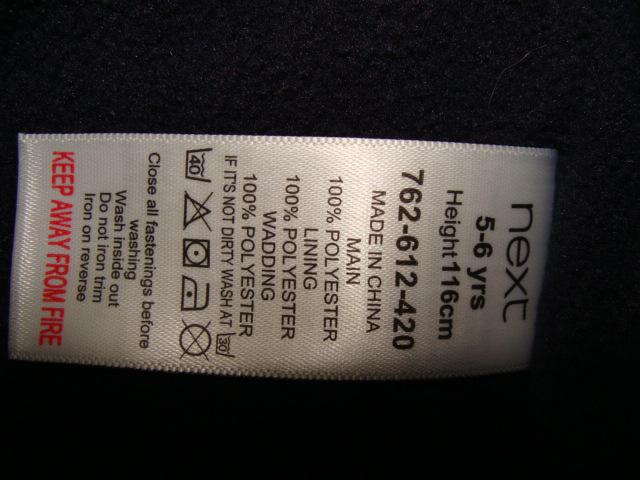 next
5-6 yrs
Height 116cm
762-612-420
MADE IN CHINA
MAIN
100% POLYESTER
LINING
100% POLYESTER
WADDING
100% POLYESTER
IF IT'S NOT DIRTY WASH AT 30
40
Close all fastenings before
washing
Wash inside out
Do not iron trim
Iron on reverse
KEEP AWAY FROM FIRE